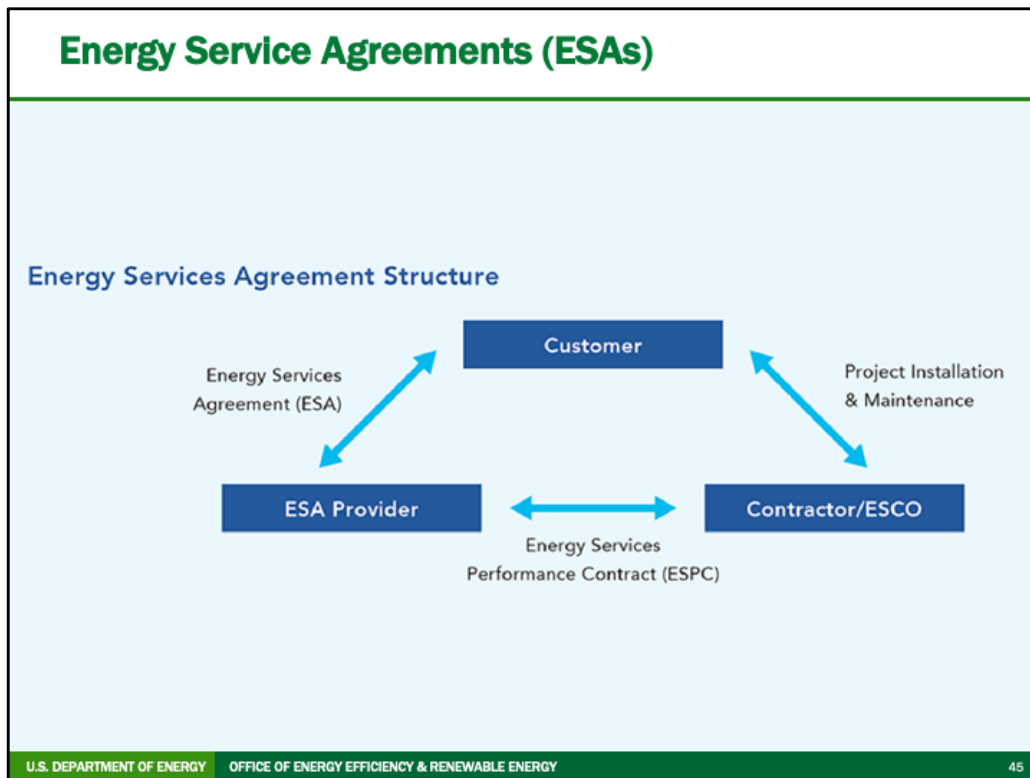 Energy Service Agreements (ESAs)
Energy Services Agreement Structure
Customer
Energy Services
Agreement (ESA)
Project Installation
& Maintenance
ESA Provider
Contractor/ESCO
Energy Services
Performance Contract (ESPC)
U.S. DEPARTMENT OF ENERGY OFFICE OF ENERGY EFFICIENCY & RENEWABLE ENERGY 45